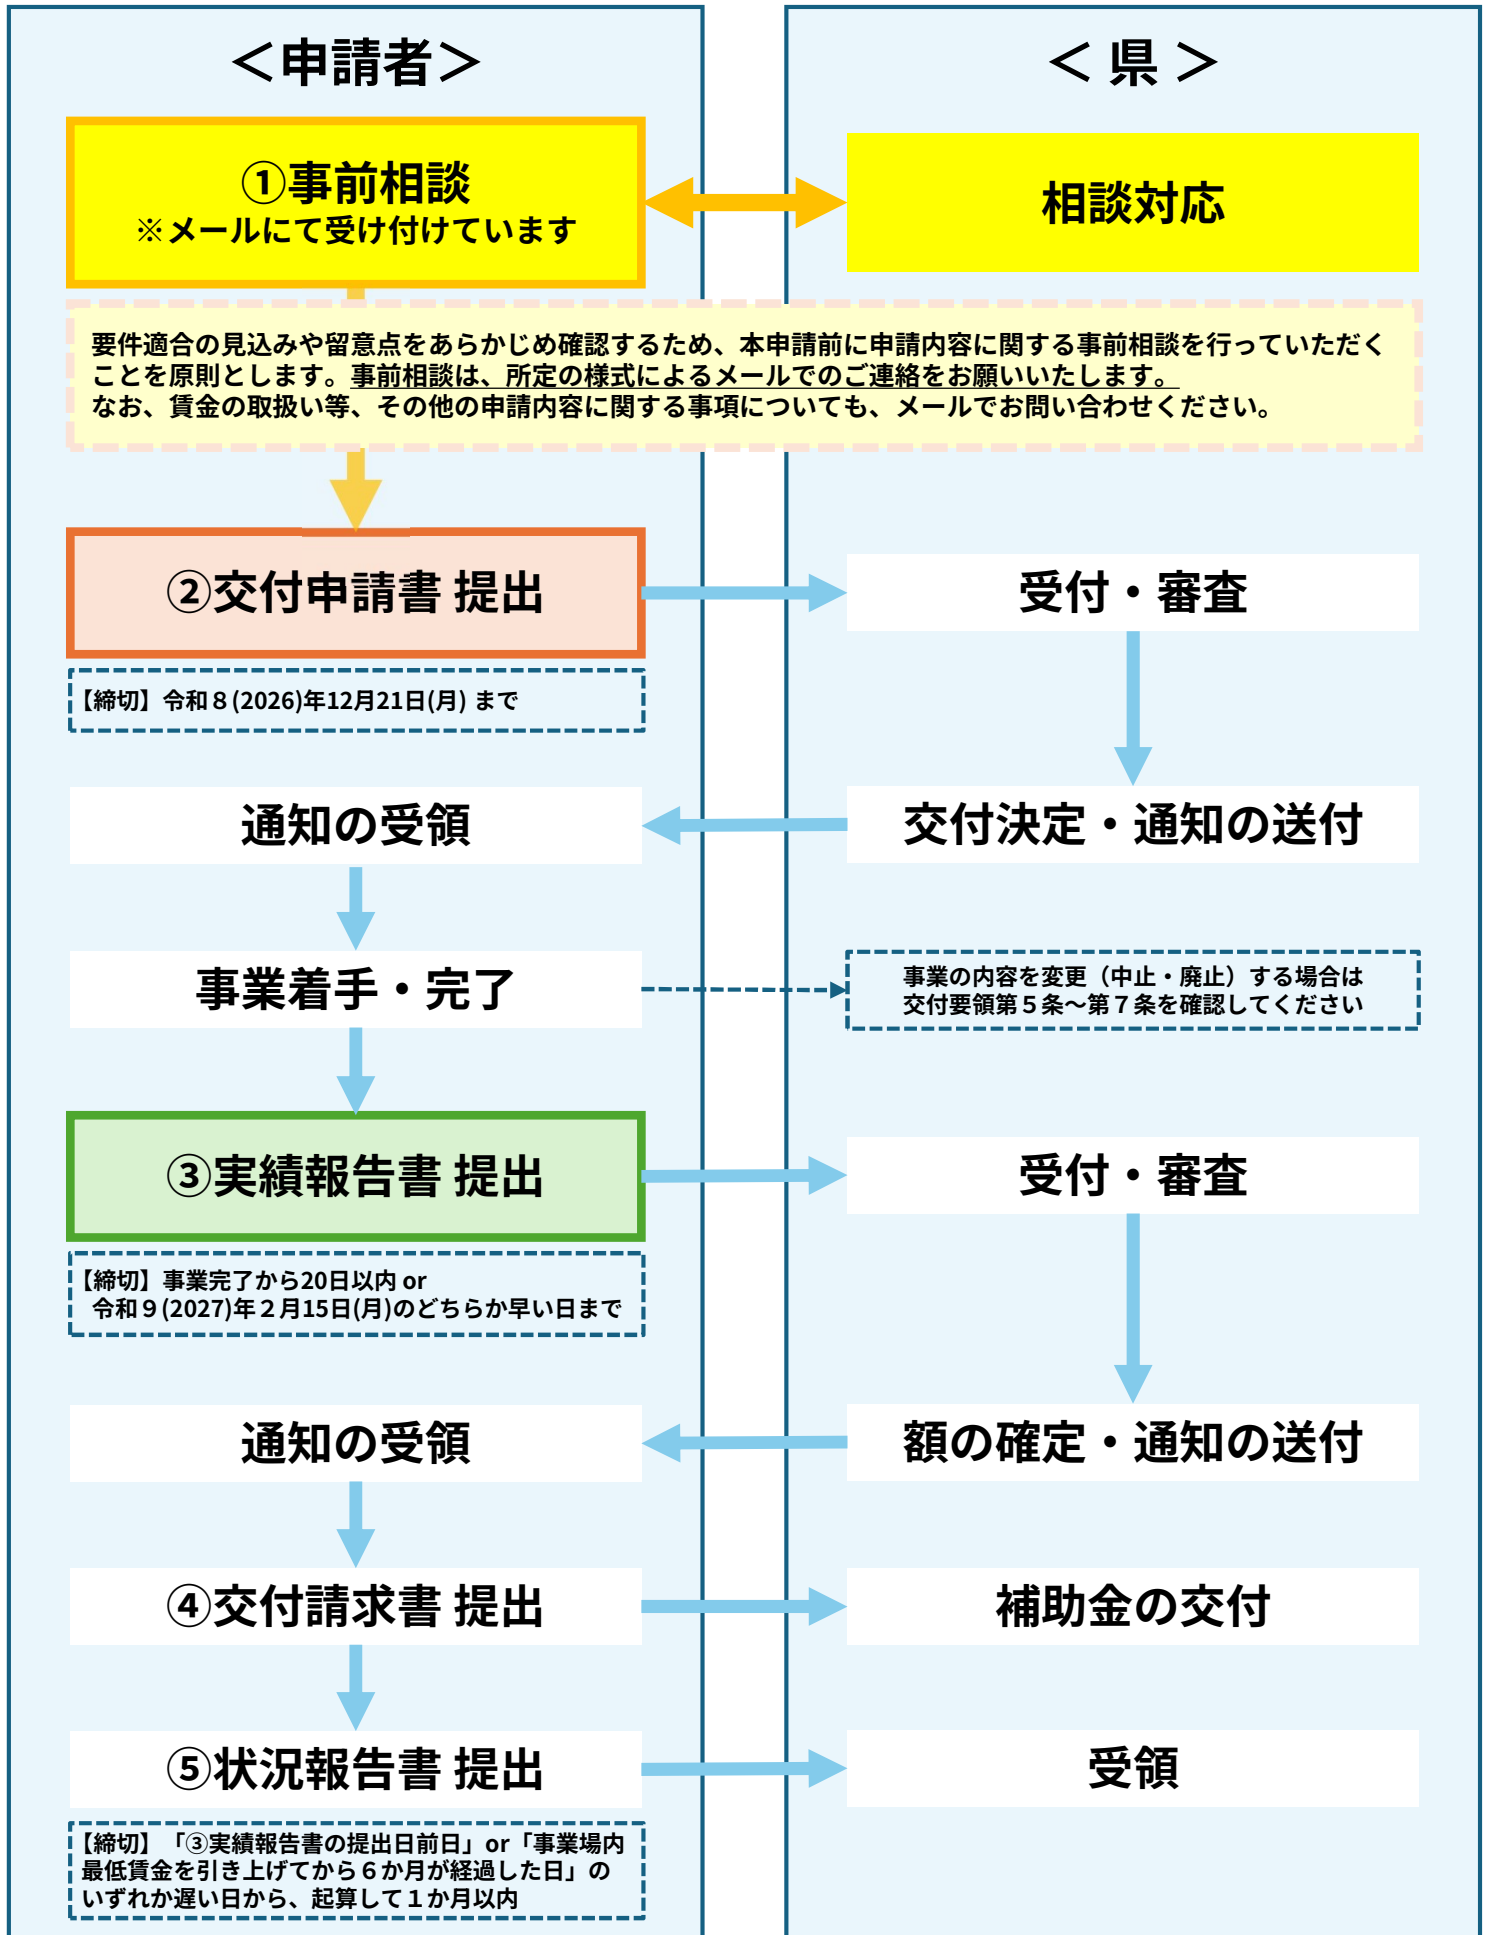 ＜申請者＞
＜ 県 ＞
①事前相談
※メールにて受け付けています
相談対応
要件適合の見込みや留意点をあらかじめ確認するため、本申請前に申請内容に関する事前相談を行っていただく
ことを原則とします。事前相談は、所定の様式によるメールでのご連絡をお願いいたします。
なお、賃金の取扱い等、その他の申請内容に関する事項についても、メールでお問い合わせください。
②交付申請書 提出
受付・審査
【締切】令和８(2026)年12月21日(月) まで
通知の受領
交付決定・通知の送付
事業着手・完了
事業の内容を変更（中止・廃止）する場合は
交付要領第５条～第７条を確認してください
③実績報告書 提出
受付・審査
【締切】事業完了から20日以内 or
令和９(2027)年２月15日(月)のどちらか早い日まで
通知の受領
額の確定・通知の送付
④交付請求書 提出
補助金の交付
⑤状況報告書 提出
受領
【締切】「③実績報告書の提出日前日」or「事業場内
最低賃金を引き上げてから６か月が経過した日」の
いずれか遅い日から、起算して１か月以内